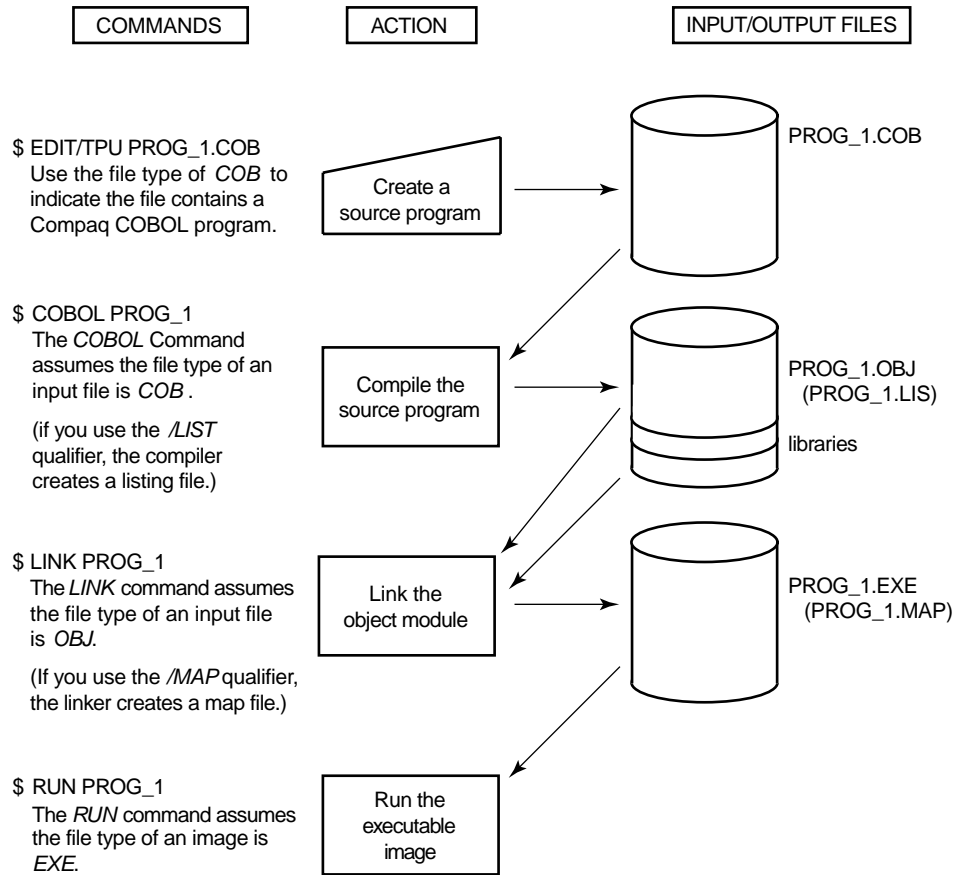 COMMANDS
ACTION
INPUT/OUTPUT FILES
$ EDIT/TPU PROG_1.COB
Use the file type of COB to
indicate the file contains a
Compaq COBOL program.
Create a
source program
PROG_1.COB
$ COBOL PROG_1
The COBOL Command
assumes the file type of an
input file is COB .
(if you use the /LIST
qualifier, the compiler
creates a listing file.)
Compile the
source program
PROG_1.OBJ
(PROG_1.LIS)
libraries
$ LINK PROG_1
The LINK command assumes
the file type of an input file
is OBJ.
(If you use the /MAP qualifier,
the linker creates a map file.)
Link the
object module
PROG_1.EXE
(PROG_1.MAP)
$ RUN PROG_1
The RUN command assumes
the file type of an image is
EXE.
Run the
executable
image